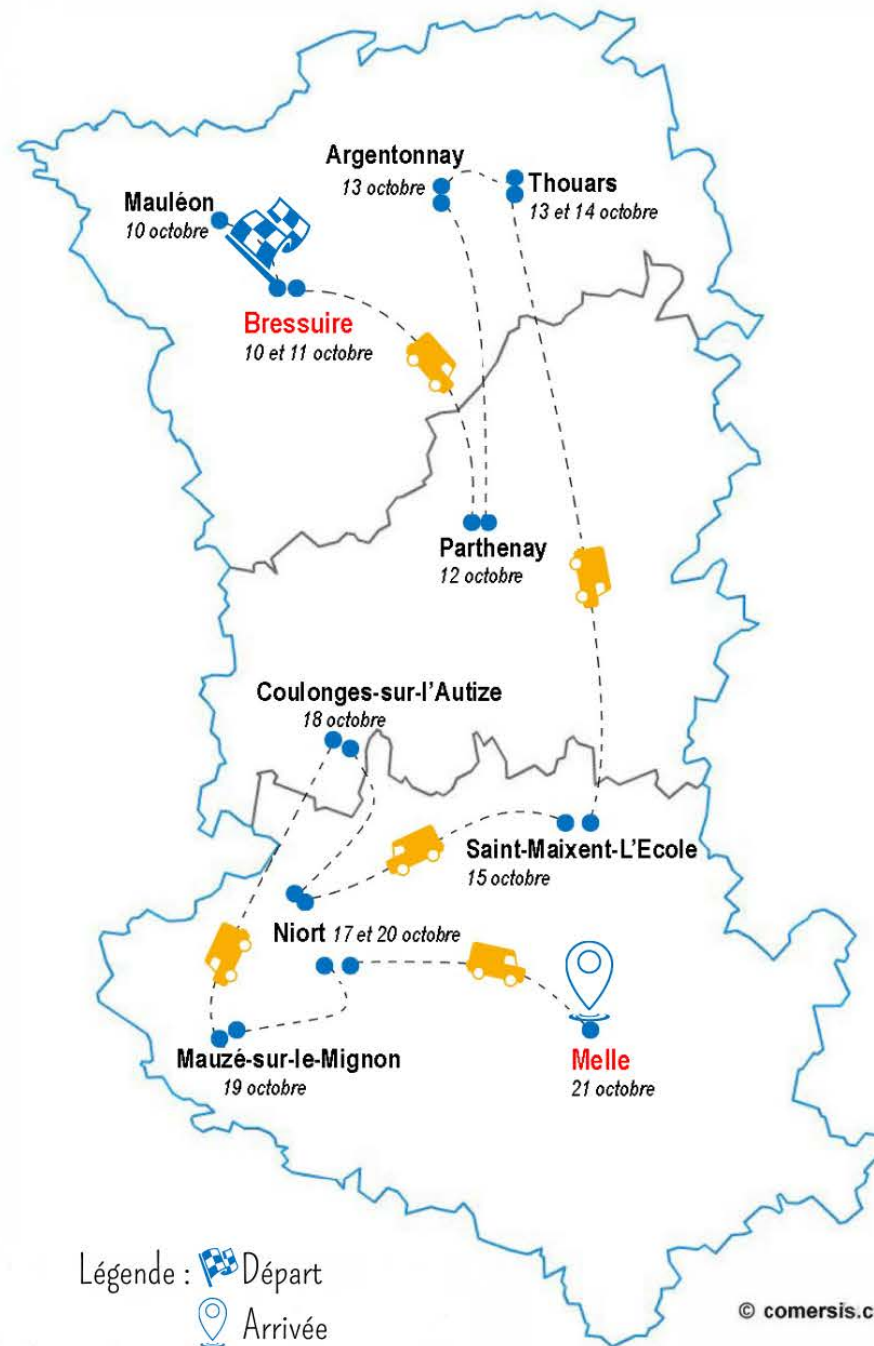 Argentonnay
13 octobre
Thouars
13 et 14 octobre
Mauléon
10 octobre
Bressuire
10 et 11 octobre
Parthenay
12 octobre
Coulonges-sur-l'Autize
18 octobre
Saint-Maixent-L'Ecole
15 octobre
Niort 17 et 20 octobre
Mauzé-sur-le-Mignon
19 octobre
Melle
21 octobre
Légende : Départ
Arrivée
© comersis.c